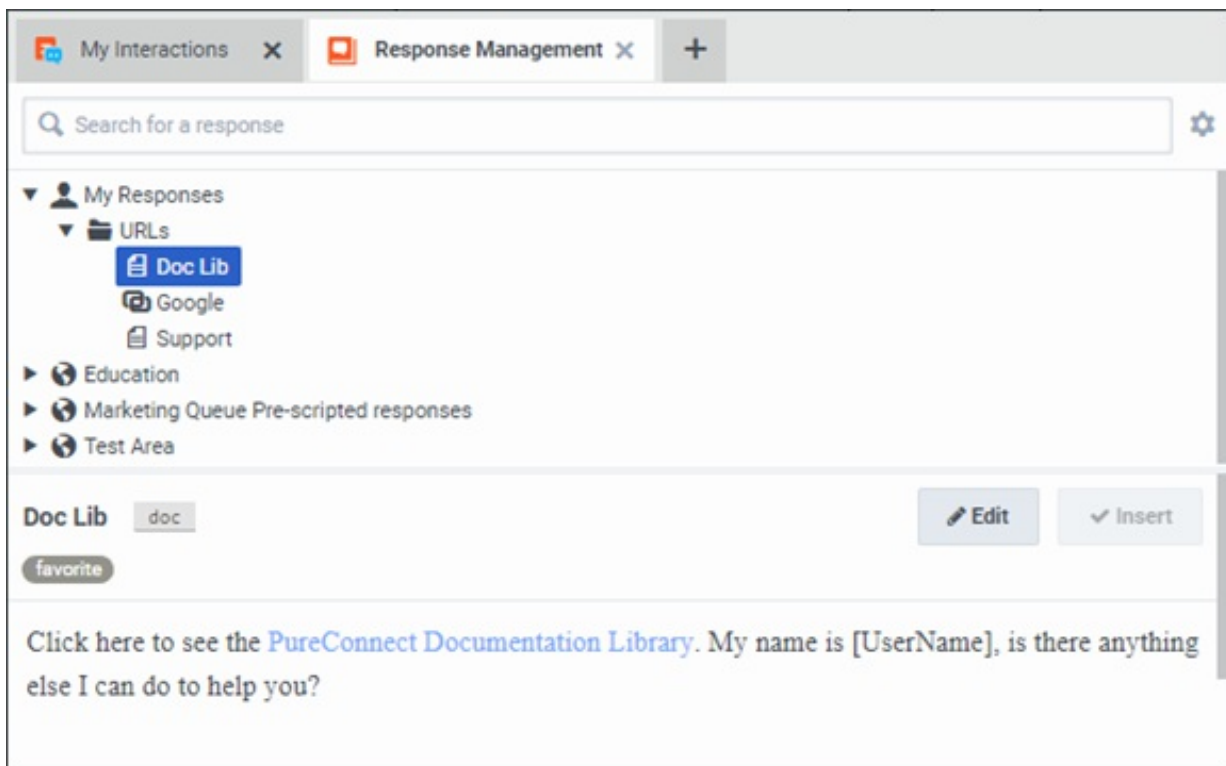 My Interactions
Response Management
Search for a response
My Responses
URLs
Doc Lib
Google
Support
Education
Marketing Queue Pre-scripted responses
Test Area
Doc Lib doc
Edit
Insert
favorite
Click here to see the PureConnect Documentation Library. My name is [UserName], is there anything
else I can do to help you?